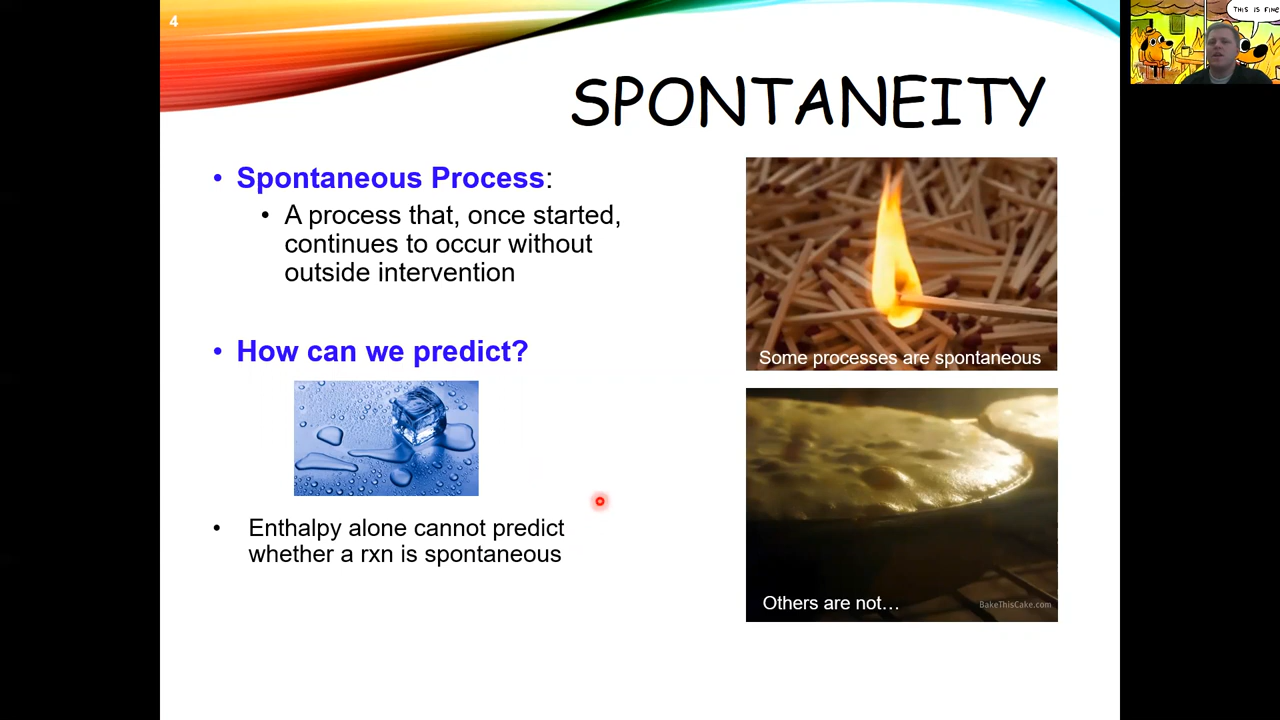 4
THIS IS FINE
SPONTANEITY
• Spontaneous Process:
• A process that, once started,
continues to occur without
outside intervention
• How can we predict?
• Enthalpy alone cannot predict
whether a rxn is spontaneous
Some processes are spontaneous
Others are not…
BakeThisCake.com